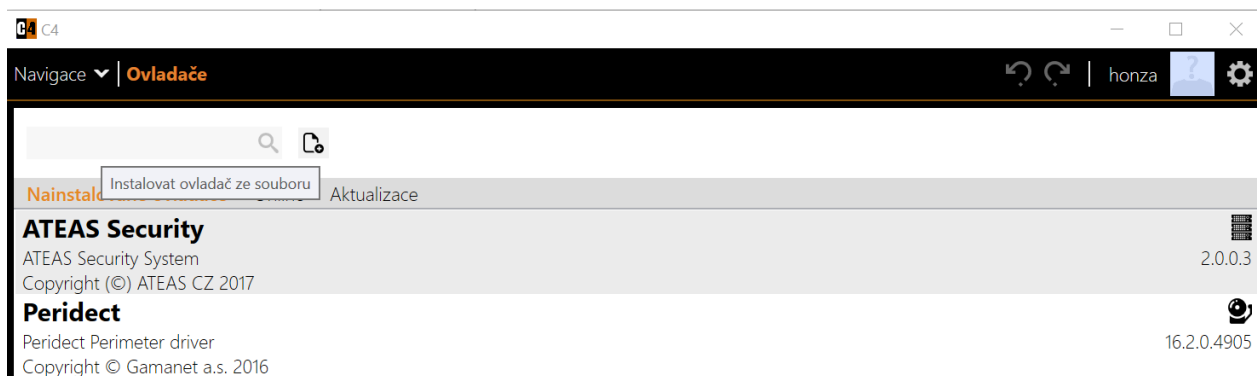 C4 C4
Navigace Ovladače honza
Instalovat ovladač ze souboru
Aktualizace
ATEAS Security
ATEAS Security System 2.0.0.3
Copyright (©) ATEAS CZ 2017
Peridect
Peridect Perimeter driver 16.2.0.4905
Copyright © Gamanet a.s. 2016